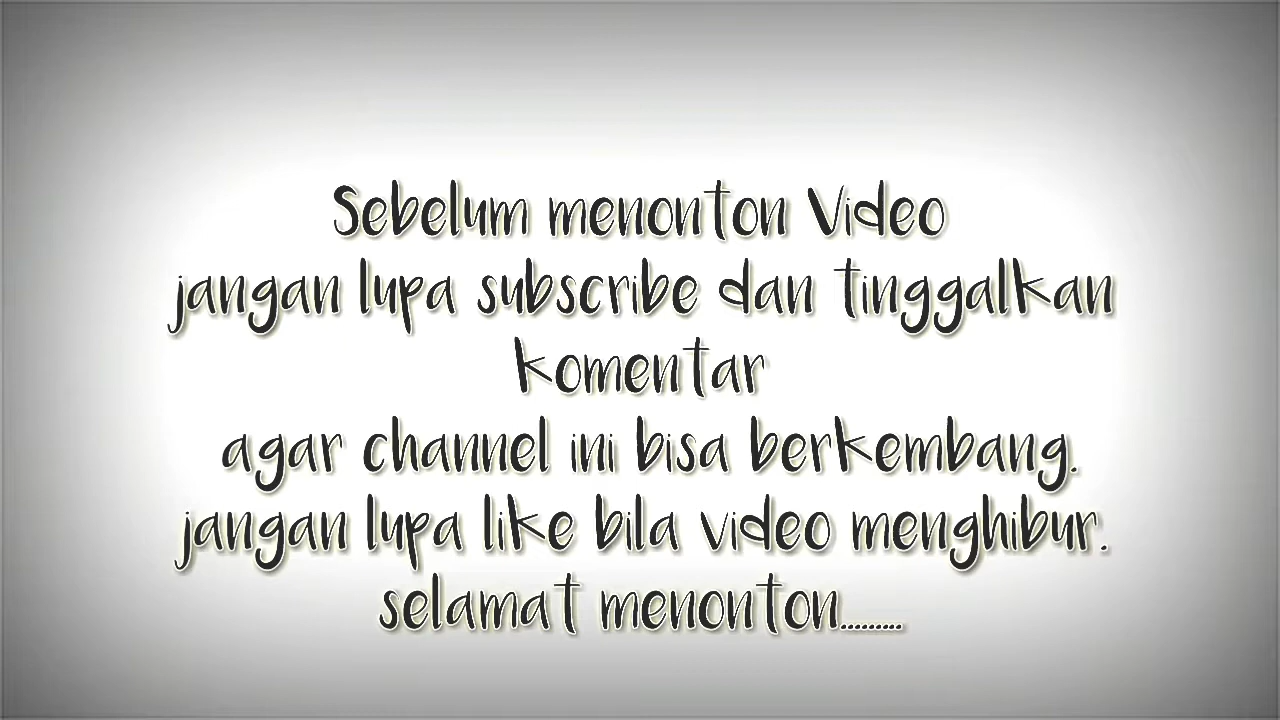 Sebelum menonton Video
jangan lupa subscribe dan tinggalkan
komentar
agar channel ini bisa berkembang.
jangan lupa like bila video menghibur.
selamat menonton.........